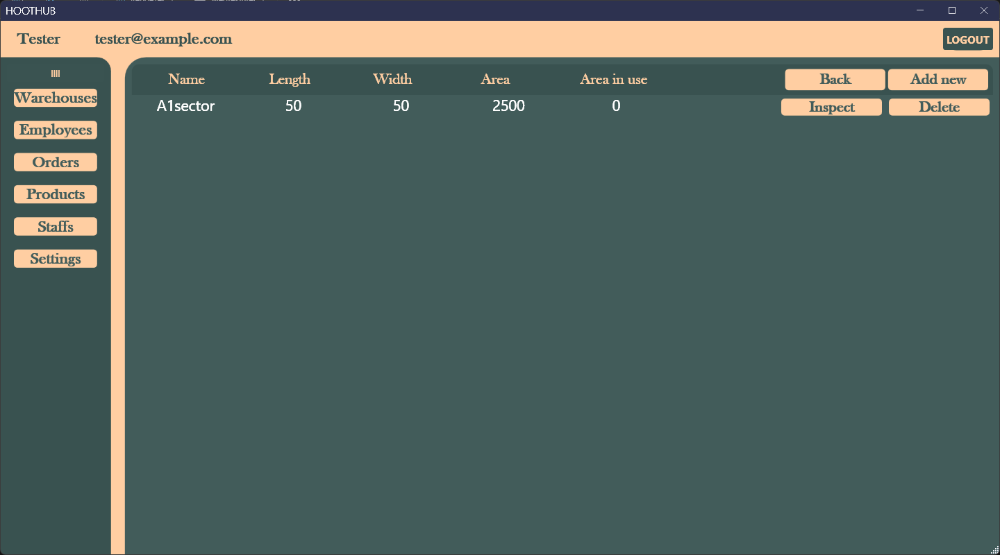 HOOTHUB
Tester tester@example.com LOGOUT
Name Length Width Area Area in use Back Add new
A1sector 50 50 2500 0 Inspect Delete
Warehouses
Employees
Orders
Products
Staffs
Settings